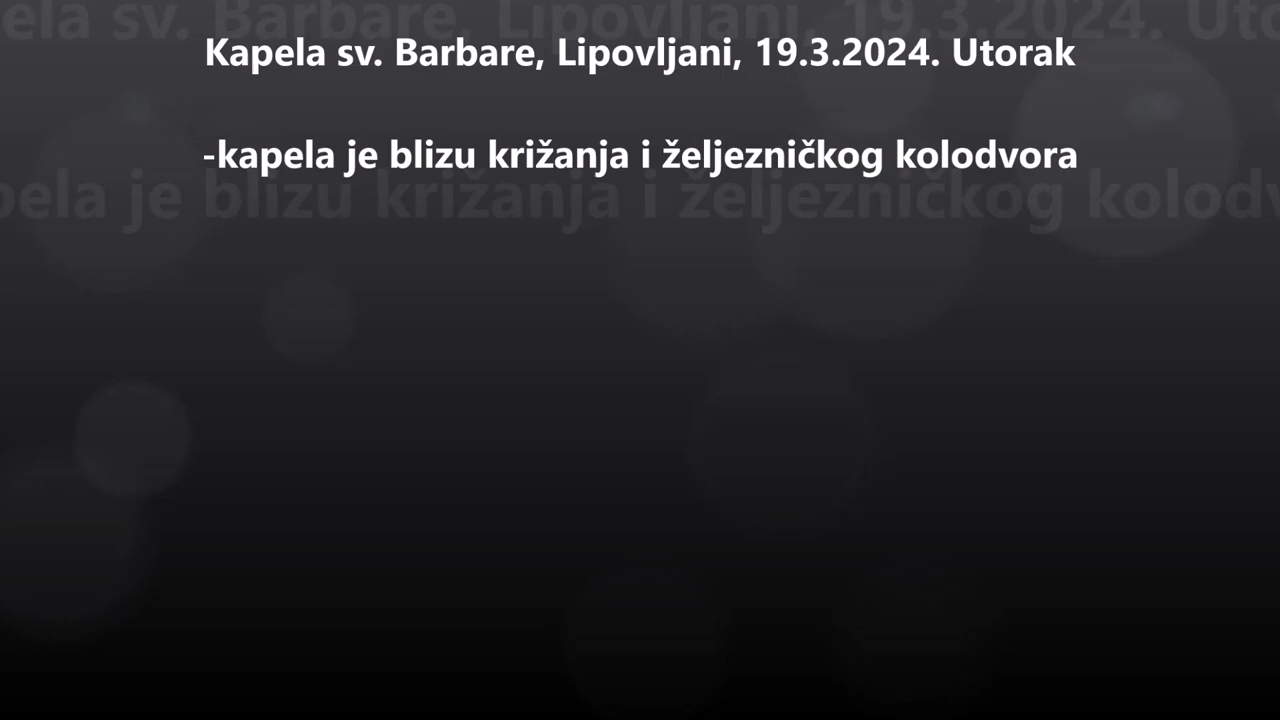 Kapela sv. Barbare, Lipovljani, 19.3.2024. Utorak
-kapela je blizu križanja i željezničkog kolodvora